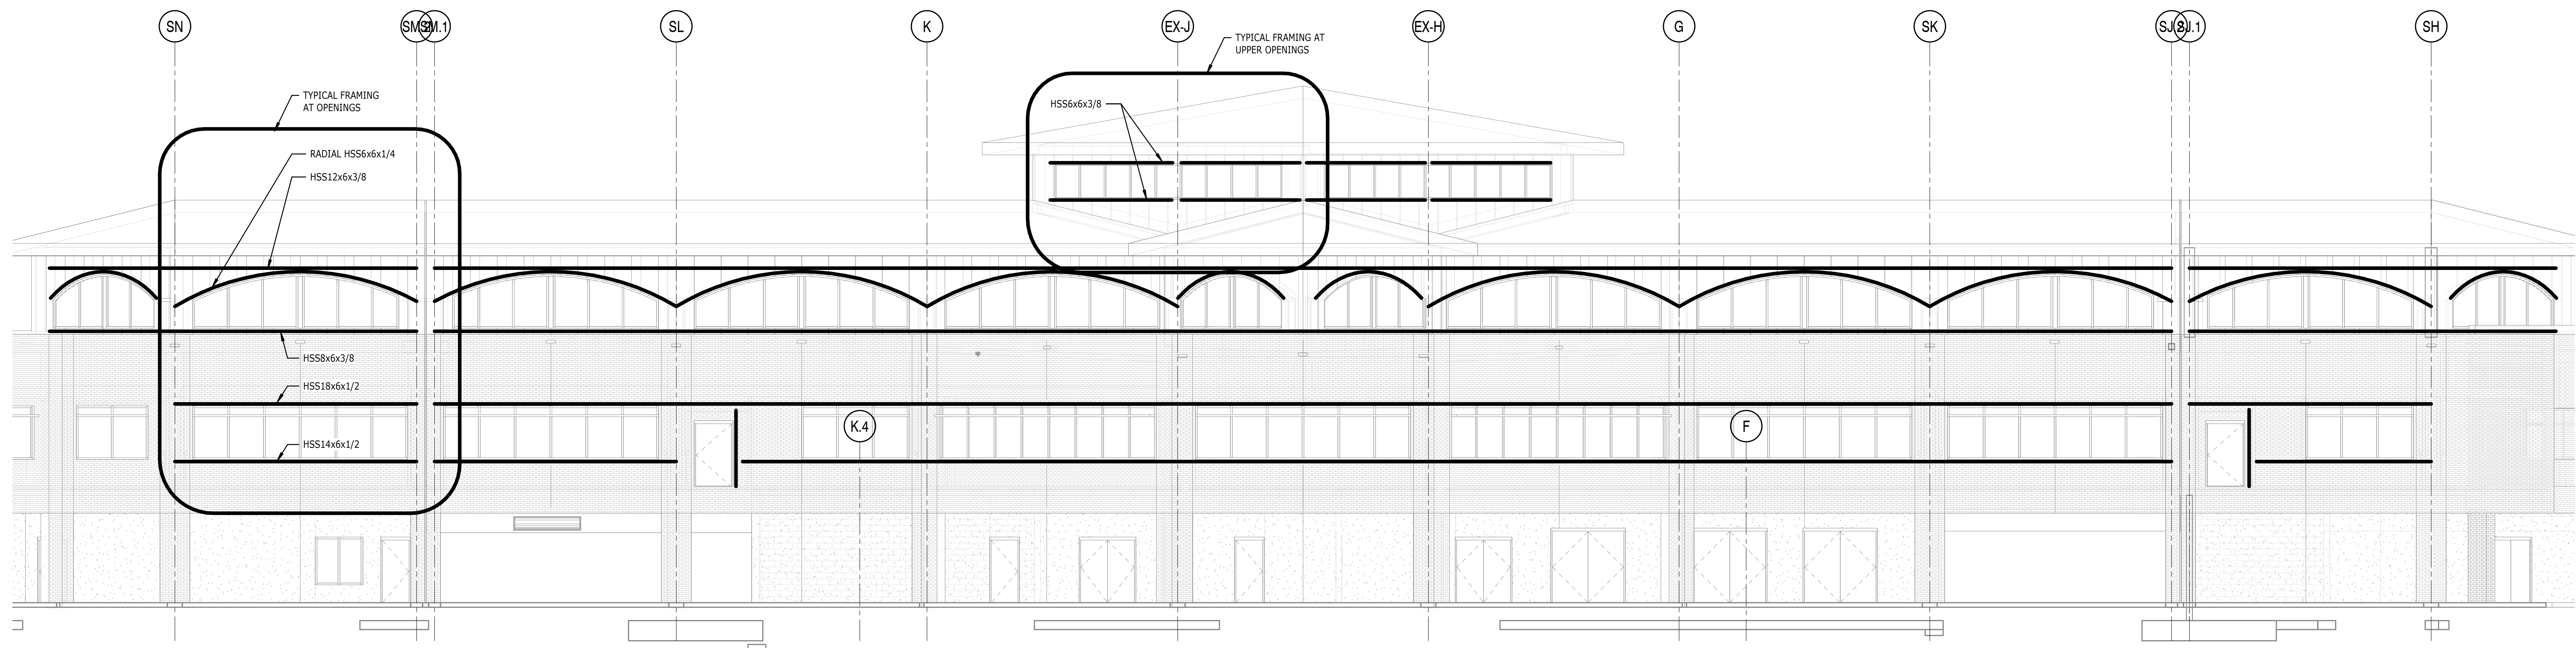 SN
SM.1
SL
K
EX-J
EX-H
G
SK
SJ.1
SH
TYPICAL FRAMING AT
UPPER OPENINGS
HSS6x6x3/8
TYPICAL FRAMING
AT OPENINGS
RADIAL HSS6x6x1/4
HSS12x6x3/8
HSS8x6x3/8
HSS18x6x1/2
K.4
F
HSS14x6x1/2